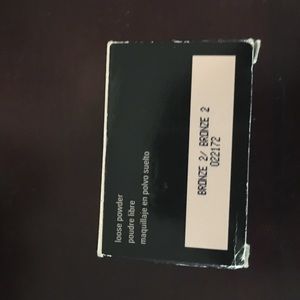 loose powder
poudre libre
maquillaje en polvo suelto
BRONZE 2/ BRONZE 2
022172